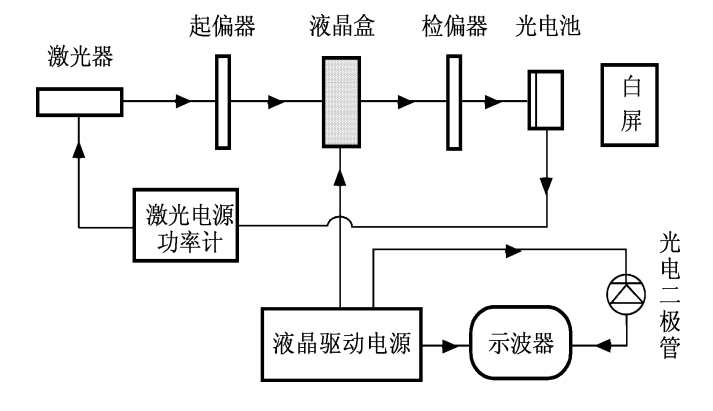 起偏器
液晶盒
检偏器
光电池
激光器
白
屏
激光电源
功率计
光
电
二
极
管
液晶驱动电源
示波器